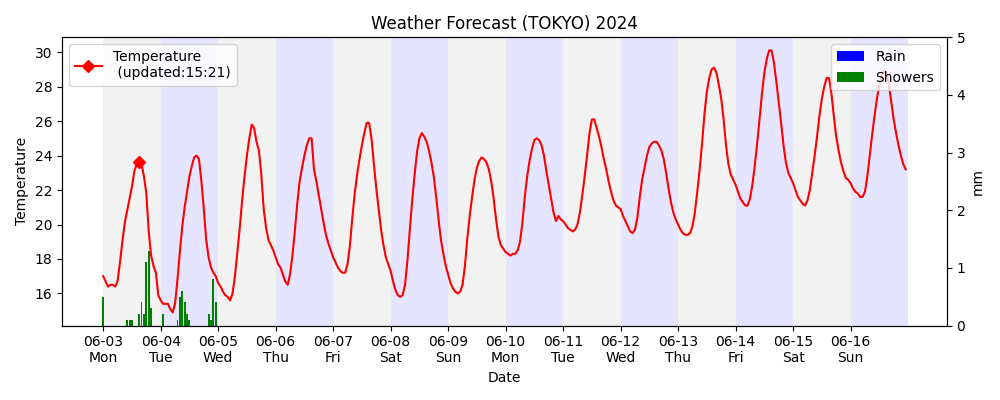 Weather Forecast (TOKYO) 2024
Temperature
(updated:15:21)
Rain
Showers
Temperature
30
28
26
24
22
20
18
16
5
4
3
2
1
0
mm
06-03 06-04 06-05 06-06 06-07 06-08 06-09 06-10 06-11 06-12 06-13 06-14 06-15 06-16
Mon Tue Wed Thu Fri Sat Sun Mon Tue Wed Thu Fri Sat Sun
Date